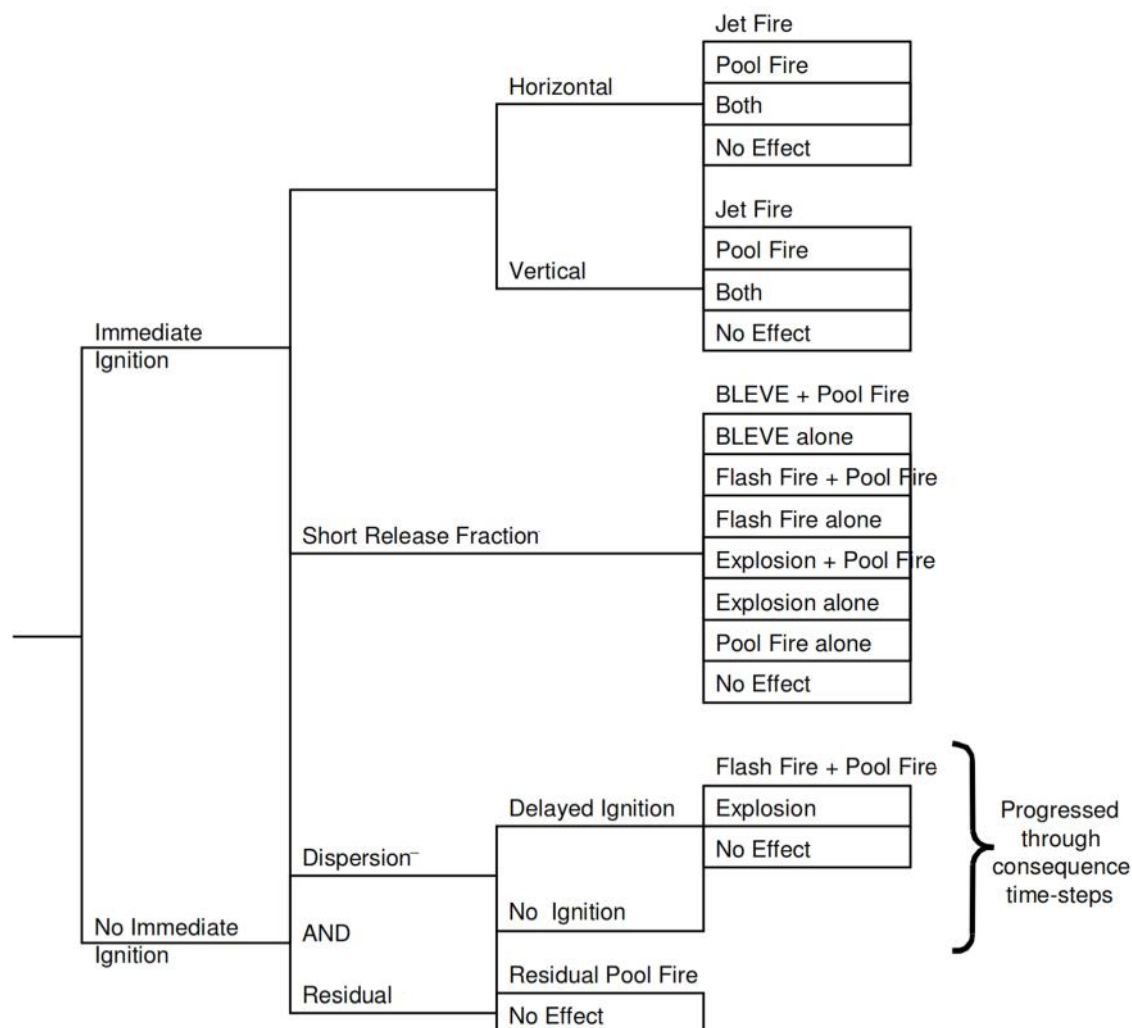 Jet Fire
Pool Fire
Horizontal
Both
No Effect
Jet Fire
Pool Fire
Vertical
Both
No Effect
Immediate
Ignition
BLEVE + Pool Fire
BLEVE alone
Flash Fire + Pool Fire
Flash Fire alone
Short Release Fraction
Explosion + Pool Fire
Explosion alone
Pool Fire alone
No Effect
Flash Fire + Pool Fire
Delayed Ignition
Explosion
No Effect
Progressed
through
consequence
time-steps
Dispersion
No Ignition
No Immediate
Ignition
AND
Residual
Residual Pool Fire
No Effect